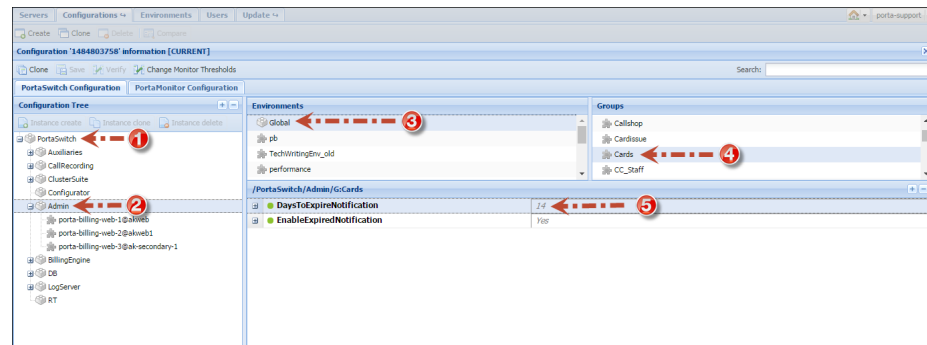 Servers Configurations Environments Users Update porta-support
Create Clone Delete Compare
Configuration '1484803758' information [CURRENT]
Clone Save Verify Change Monitor Thresholds Search:
PortaSwitch Configuration PortaMonitor Configuration
Configuration Tree
Instance create Instance clone Instance delete
PortaSwitch 1
Auxiliaries
CallRecording
ClusterSuite
Configurator
Admin 2
porta-billing-web-1@akweb
porta-billing-web-2@akweb1
porta-billing-web-3@ak-secondary-1
BillingEngine
DB
LogServer
RT
Environments
Global 3
pb
TechWritingEnv_old
performance
Groups
Callshop
Cardissue
Cards 4
CC_Staff
/PortaSwitch/Admin/G:Cards
DaysToExpireNotification 14 5
EnableExpiredNotification Yes